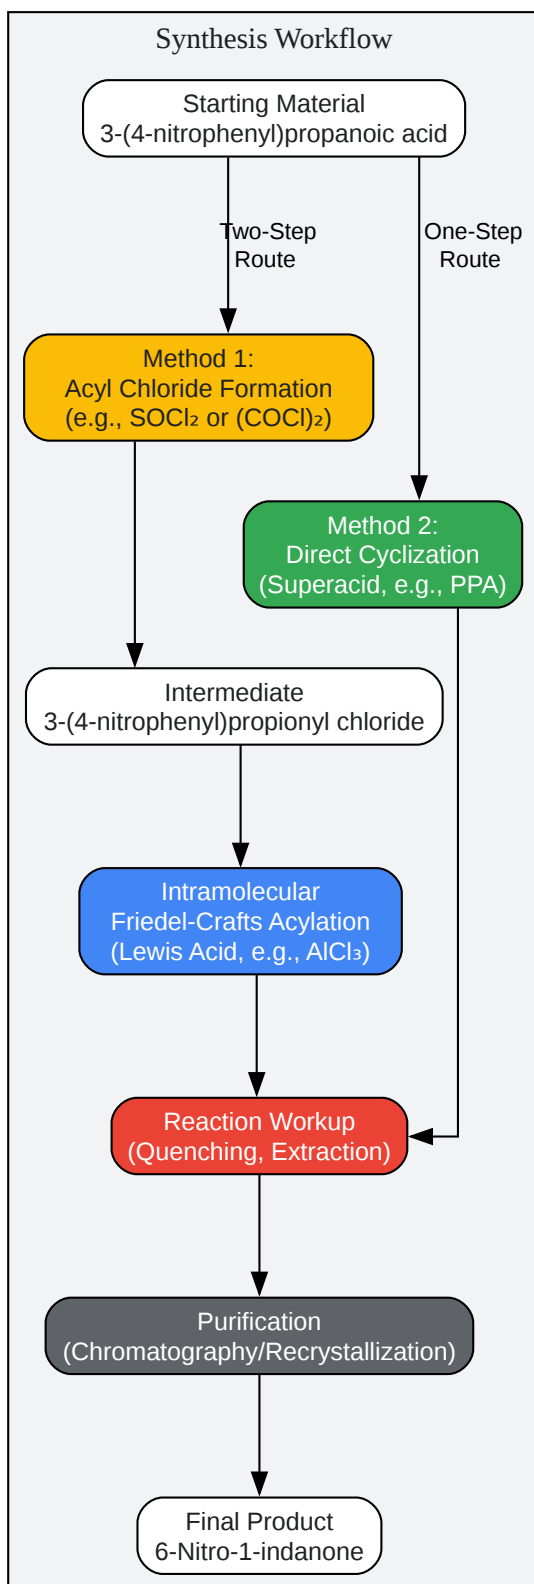 Synthesis Workflow
Starting Material
3-(4-nitrophenyl)propanoic acid
Two-Step
Route
One-Step
Route
Method 1:
Acyl Chloride Formation
(e.g., SOCl₂ or (COCl)₂)
Method 2:
Direct Cyclization
(Superacid, e.g., PPA)
Intermediate
3-(4-nitrophenyl)propionyl chloride
Intramolecular
Friedel-Crafts Acylation
(Lewis Acid, e.g., AlCl₃)
Reaction Workup
(Quenching, Extraction)
Purification
(Chromatography/Recrystallization)
Final Product
6-Nitro-1-indanone